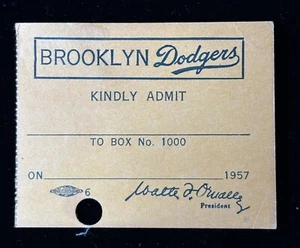 BROOKLYN Dodgers
KINDLY ADMIT
TO BOX No. 1000
ON 1957
6
Walter F. O'Malley
President